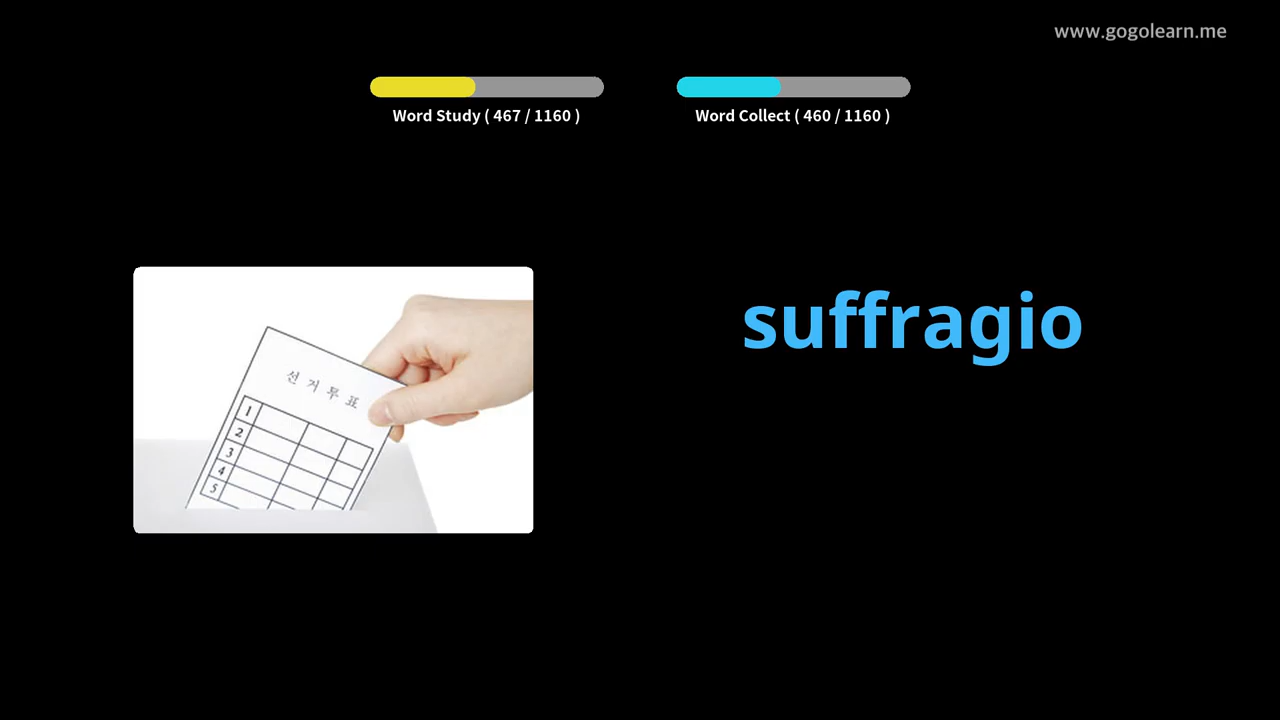 www.gogolearn.me
Word Study ( 467 / 1160 )
Word Collect ( 460 / 1160 )
suffragio
선거투표
1
2
3
4
5